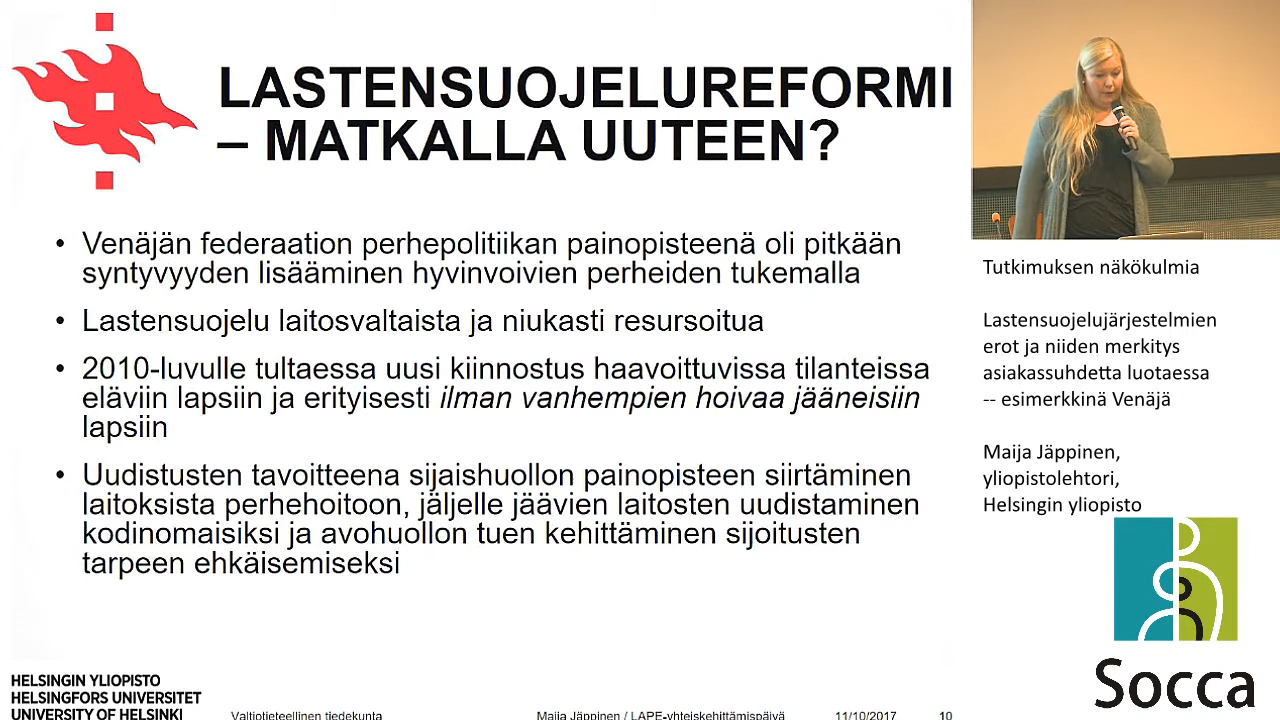 LASTENSUOJELUREFORMI
– MATKALLA UUTEEN?
• Venäjän federaation perhepolitiikan painopisteenä oli pitkään
syntyvyyden lisääminen hyvinvoivien perheiden tukemalla
• Lastensuojelu laitosvaltaista ja niukasti resursoitua
• 2010-luvulle tultaessa uusi kiinnostus haavoittuvissa tilanteissa
eläviin lapsiin ja erityisesti ilman vanhempien hoivaa jääneisiin
lapsiin
• Uudistusten tavoitteena sijaishuollon painopisteen siirtäminen
laitoksista perhehoitoon, jäljelle jäävien laitosten uudistaminen
kodinomaisiksi ja avohuollon tuen kehittäminen sijoitusten
tarpeen ehkäisemiseksi
HELSINGIN YLIOPISTO
HELSINGFORS UNIVERSITET
UNIVERSITY OF HELSINKI
Valtiotieteellinen tiedekunta
Maija Jäppinen / LAPE-yhteiskehittämispäivä
11/10/2017
10
Tutkimuksen näkökulmia
Lastensuojelujärjestelmien
erot ja niiden merkitys
asiakassuhdetta luotaessa
-- esimerkkinä Venäjä
Maija Jäppinen,
yliopistolehtori,
Helsingin yliopisto
Socca